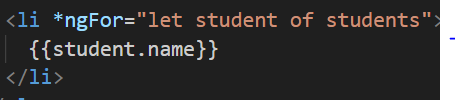 <li *ngFor="let student of students">
{{student.name}}
</li>